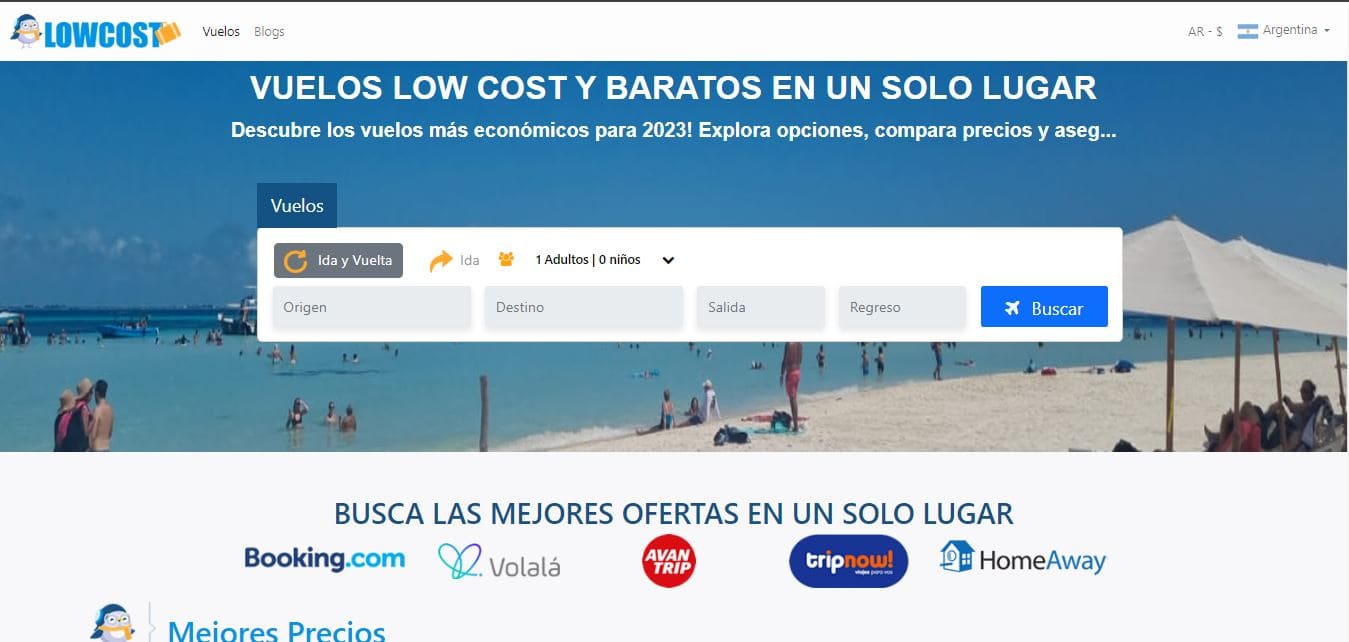 LOWCOST
Vuelos Blogs
AR - $ Argentina
VUELOS LOW COST Y BARATOS EN UN SOLO LUGAR
Descubre los vuelos más económicos para 2023! Explora opciones, compara precios y aseg...
Vuelos
Ida y Vuelta Ida 1 Adultos | 0 niños
Origen Destino Salida Regreso Buscar
BUSCA LAS MEJORES OFERTAS EN UN SOLO LUGAR
Booking.com
Volalá
AVAN
TRIP
tripnow!
viajes para vos
HomeAway
Mejores Precios